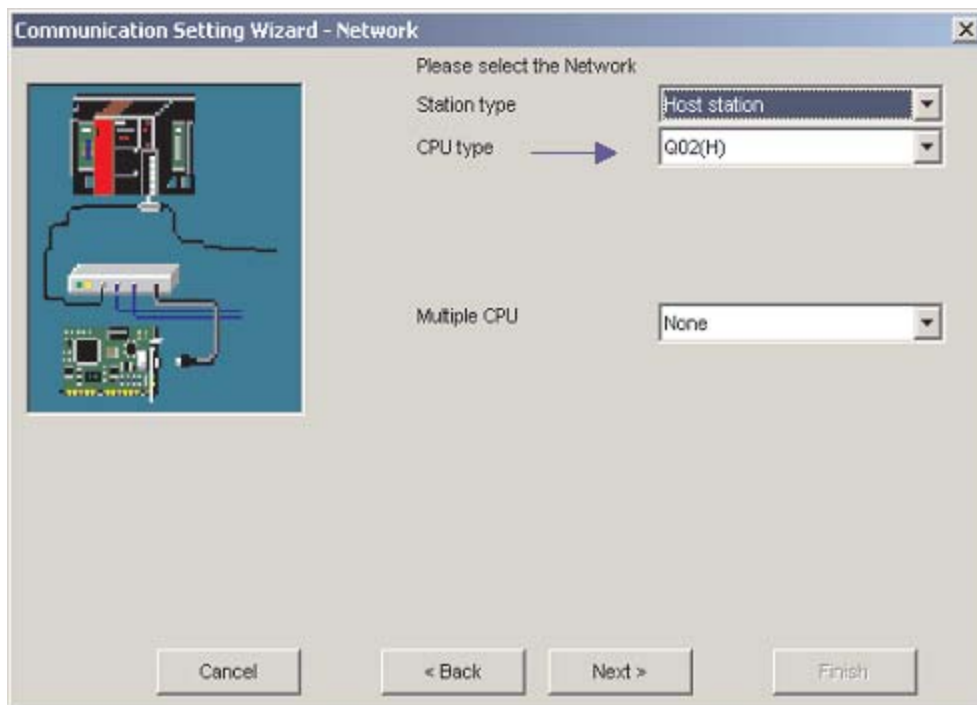 Communication Setting Wizard - Network
Please select the Network
Station type
Host station
CPU type
Q02(H)
Multiple CPU
None
Cancel
< Back
Next >
Finish